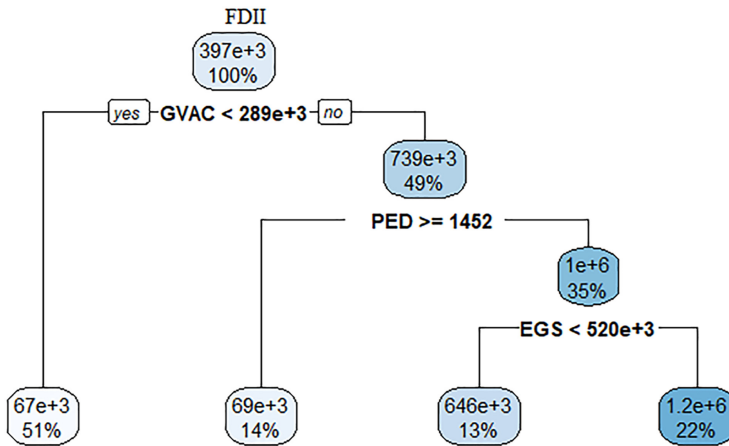 FDII
397e+3
100%
yes GVAC < 289e+3 no
739e+3
49%
PED >= 1452
1e+6
35%
EGS < 520e+3
67e+3
51%
69e+3
14%
646e+3
13%
1.2e+6
22%